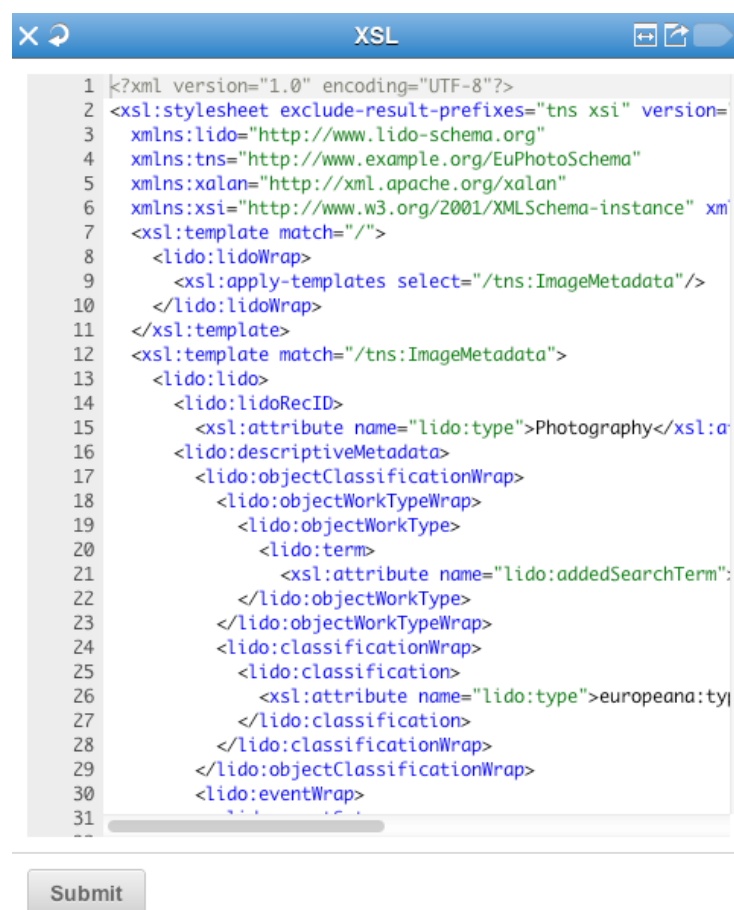 XSL
1 <?xml version="1.0" encoding="UTF-8"?>
2 <xsl:stylesheet exclude-result-prefixes="tns xsi" version=
3 xmlns:lido="http://www.lido-schema.org"
4 xmlns:tns="http://www.example.org/EuPhotoSchema"
5 xmlns:xalan="http://xml.apache.org/xalan"
6 xmlns:xsi="http://www.w3.org/2001/XMLSchema-instance" xm
7 <xsl:template match="/">
8 <lido:lidoWrap>
9 <xsl:apply-templates select="/tns:ImageMetadata"/>
10 </lido:lidoWrap>
11 </xsl:template>
12 <xsl:template match="/tns:ImageMetadata">
13 <lido:lido>
14 <lido:lidoRecID>
15 <xsl:attribute name="lido:type">Photography</xsl:a
16 <lido:descriptiveMetadata>
17 <lido:objectClassificationWrap>
18 <lido:objectWorkTypeWrap>
19 <lido:objectWorkType>
20 <lido:term>
21 <xsl:attribute name="lido:addedSearchTerm">
22 </lido:objectWorkType>
23 </lido:objectWorkTypeWrap>
24 <lido:classificationWrap>
25 <lido:classification>
26 <xsl:attribute name="lido:type">europeana:ty
27 </lido:classification>
28 </lido:classificationWrap>
29 </lido:objectClassificationWrap>
30 <lido:eventWrap>
31
Submit